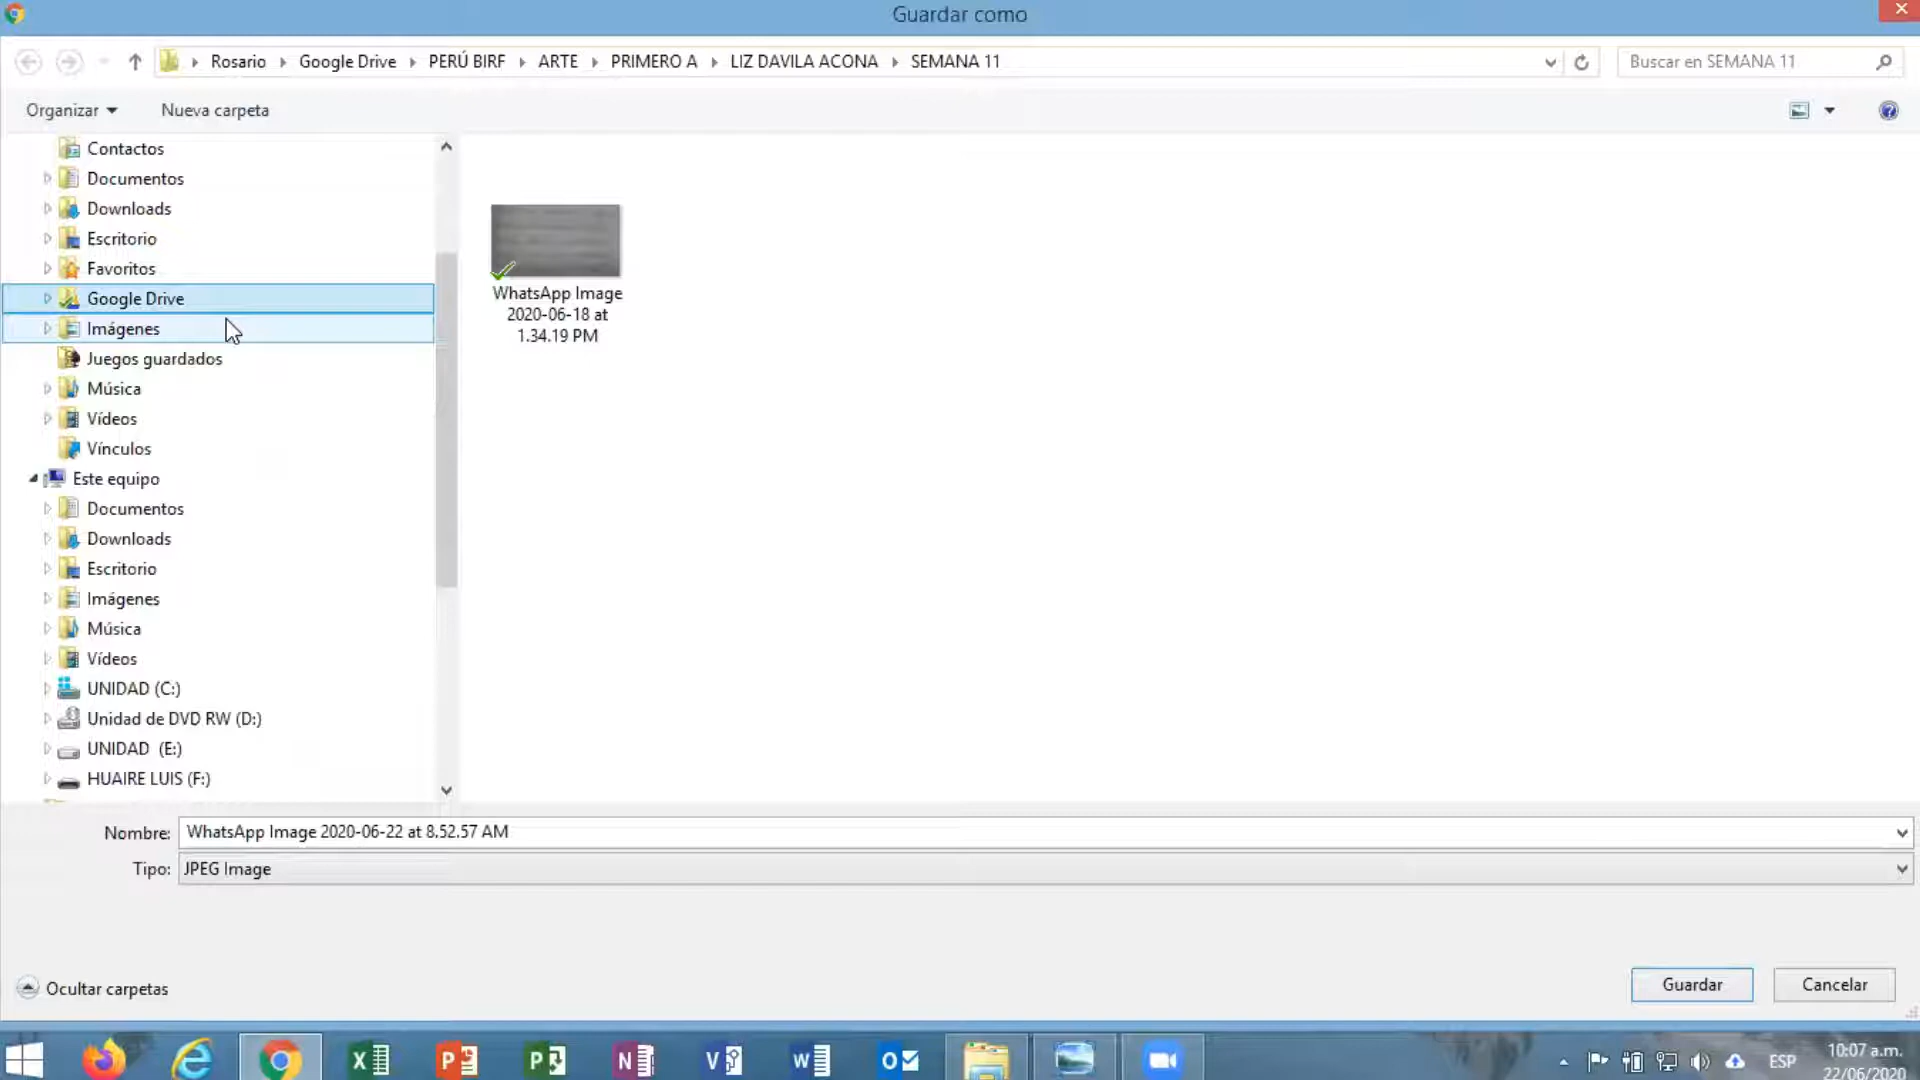 Guardar como
Rosario Google Drive PERÚ BIRF ARTE PRIMERO A LIZ DAVILA ACONA SEMANA 11
Buscar en SEMANA 11
Organizar
Nueva carpeta
Contactos
Documentos
Downloads
Escritorio
Favoritos
Google Drive
Imágenes
Juegos guardados
Música
Vídeos
Vínculos
Este equipo
Documentos
Downloads
Escritorio
Imágenes
Música
Vídeos
UNIDAD (C:)
Unidad de DVD RW (D:)
UNIDAD (E:)
HUAIRE LUIS (F:)
WhatsApp Image
2020-06-18 at
1.34.19 PM
Nombre: WhatsApp Image 2020-06-22 at 8.52.57 AM
Tipo: JPEG Image
Ocultar carpetas
Guardar
Cancelar
ESP
10:07 a.m.
22/06/2020